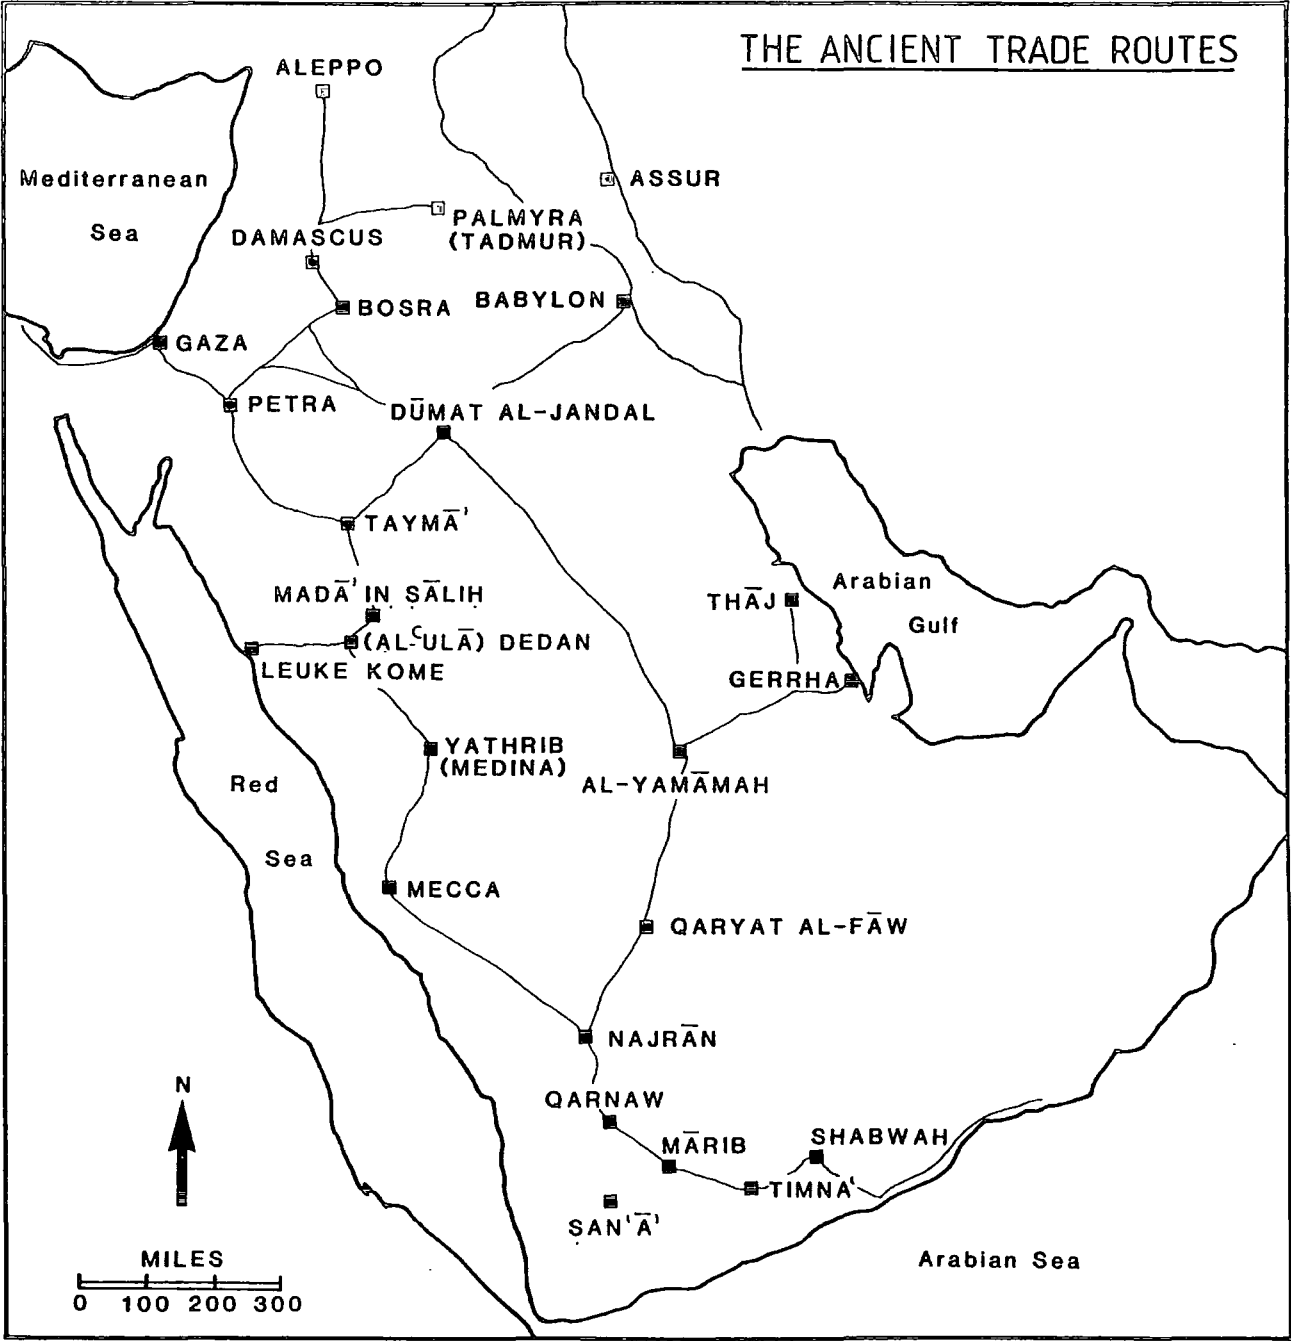 THE ANCIENT TRADE ROUTES
ALEPPO
Mediterranean
Sea
ASSUR
PALMYRA
(TADMUR)
DAMASCUS
BOSRA
BABYLON
GAZA
PETRA
DŪMAT AL-JANDAL
TAYMĀ'
MADĀ'IN ṢĀLIḤ
THĀJ
Arabian
Gulf
(AL-ʿULĀ) DEDAN
LEUKE KOME
GERRHA
YATHRIB
(MEDINA)
AL-YAMĀMAH
Red
Sea
MECCA
QARYAT AL-FĀW
NAJRĀN
N
QARNAW
MĀRIB
SHABWAH
TIMNAʿ
ṢANʿĀ'
MILES
0 100 200 300
Arabian Sea